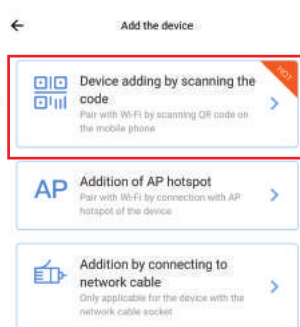 Add the device
HOT
Device adding by scanning the
code
Pair with Wi-Fi by scanning QR code on
the mobile phone
AP
Addition of AP hotspot
Pair with Wi-Fi by connection with AP
hotspot of the device
Addition by connecting to
network cable
Only applicable for the device with the
network cable socket